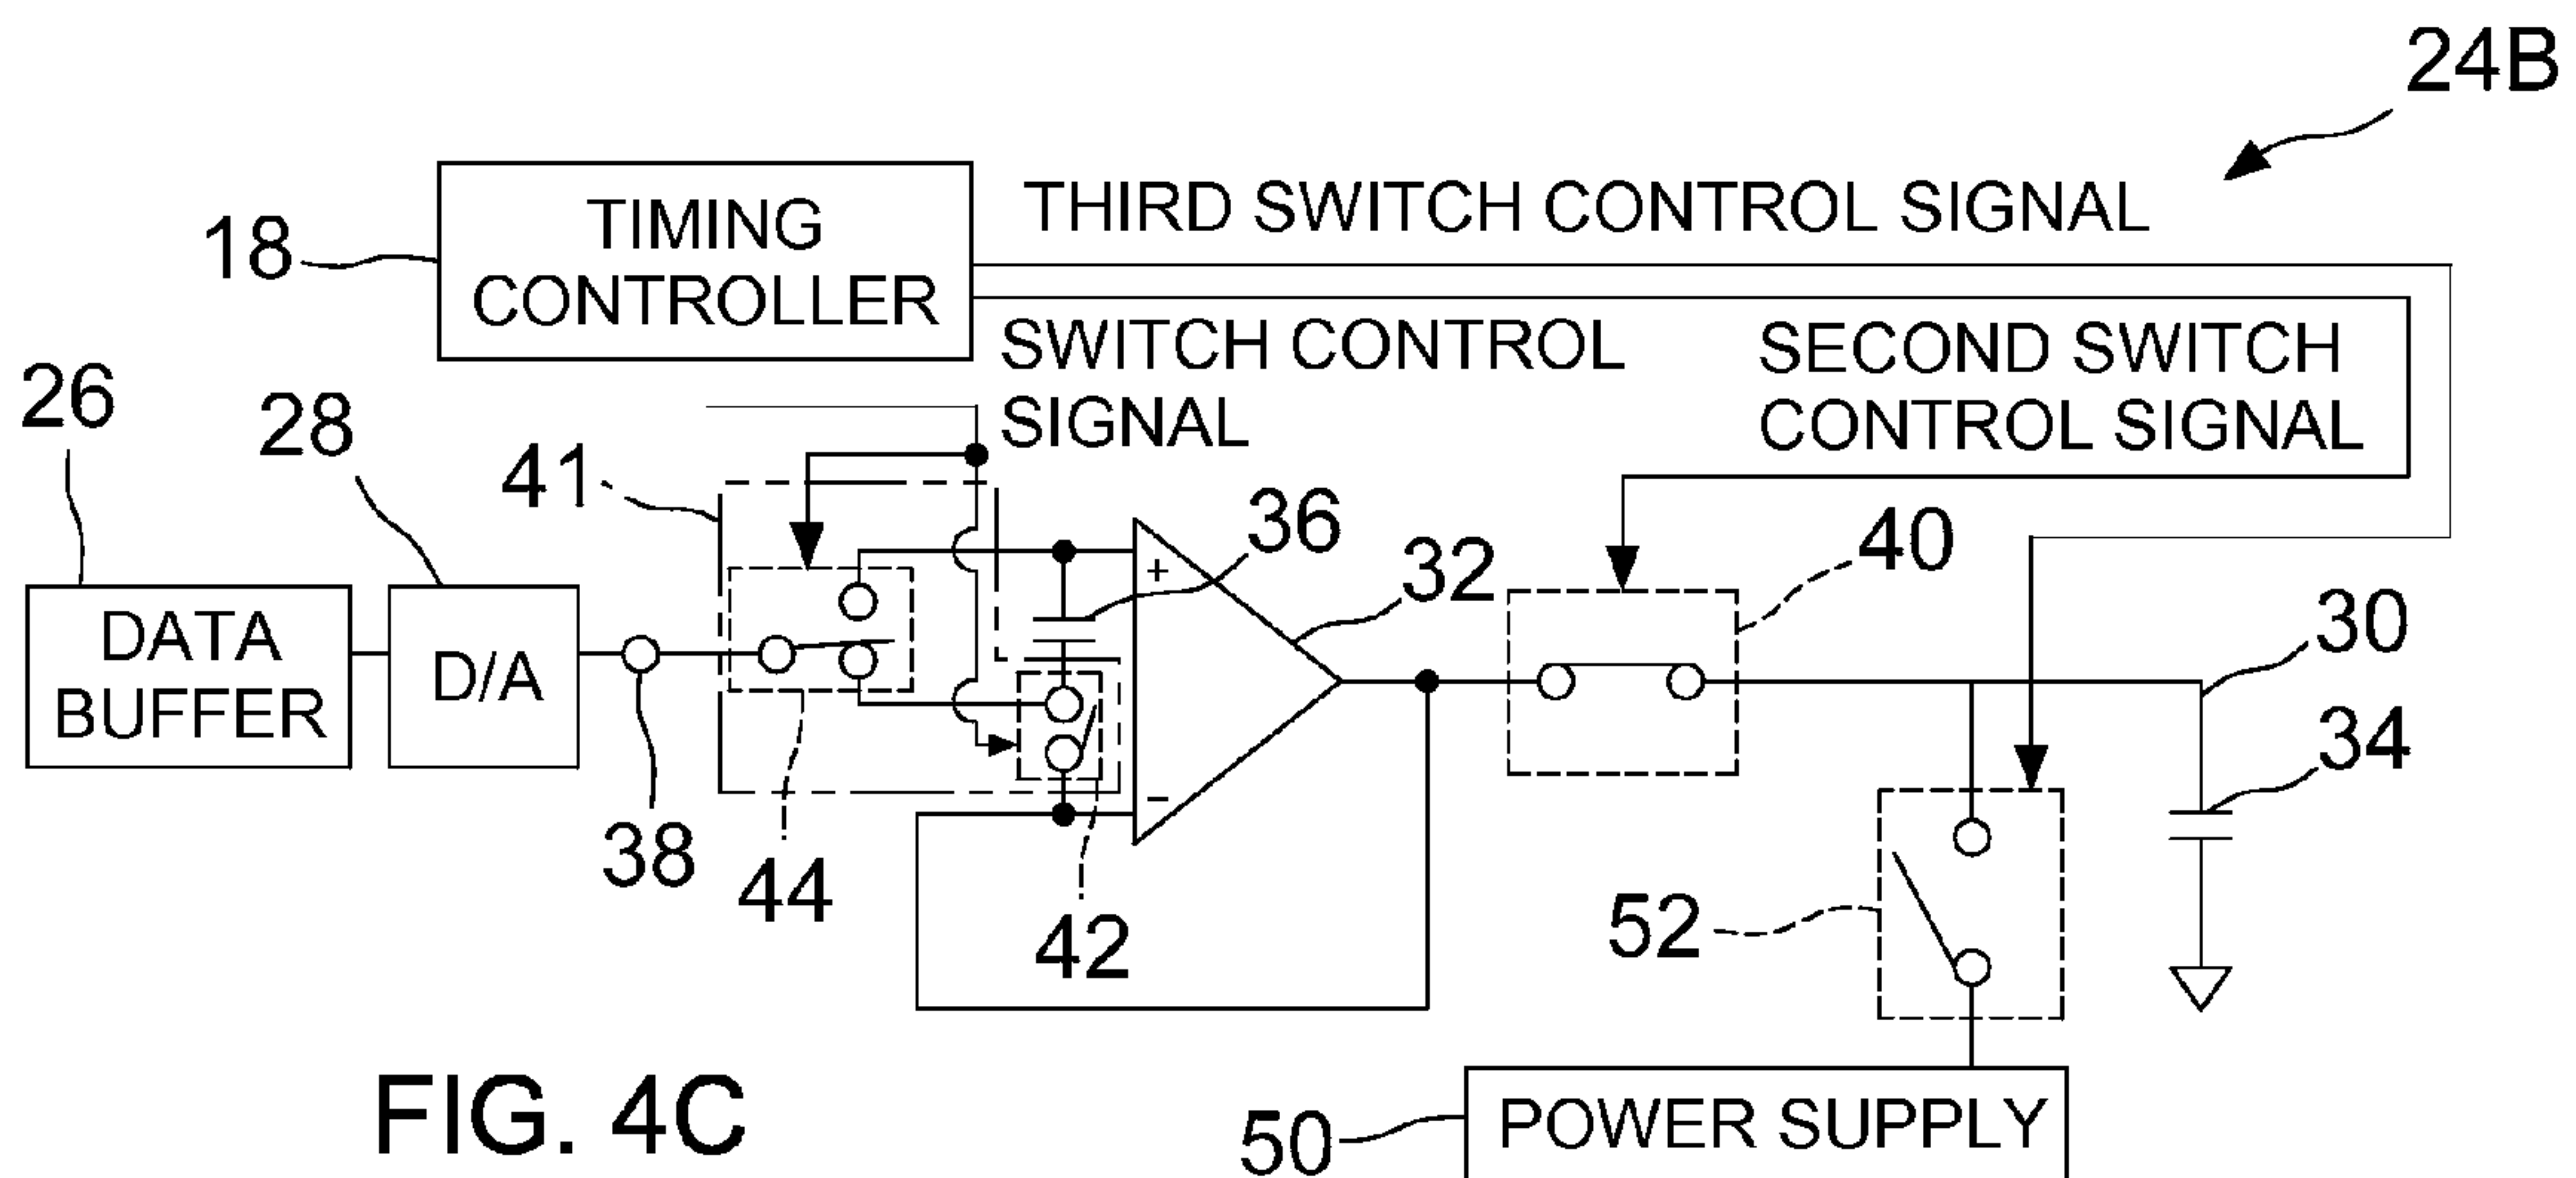 24B
THIRD SWITCH CONTROL SIGNAL
TIMING
CONTROLLER
18
SWITCH CONTROL
SIGNAL
SECOND SWITCH
CONTROL SIGNAL
26
28
41
36
32
40
30
DATA
BUFFER
D/A
+
−
34
38
44
42
52
FIG. 4C
50
POWER SUPPLY